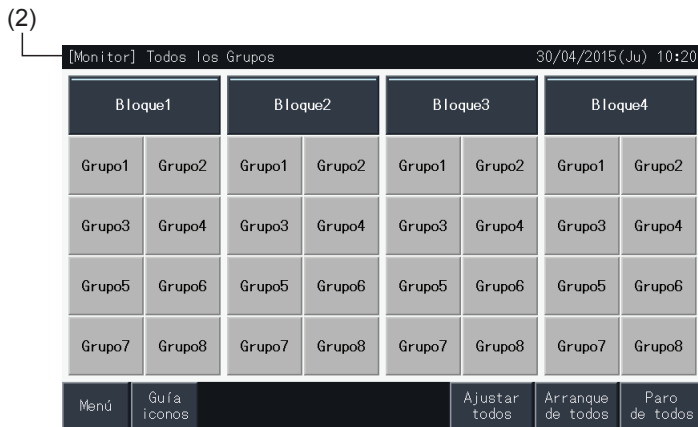 (2)
[Monitor] Todos los Grupos 30/04/2015(Ju) 10:20
Bloque1 Bloque2 Bloque3 Bloque4
Grupo1 Grupo2 Grupo1 Grupo2 Grupo1 Grupo2 Grupo1 Grupo2
Grupo3 Grupo4 Grupo3 Grupo4 Grupo3 Grupo4 Grupo3 Grupo4
Grupo5 Grupo6 Grupo5 Grupo6 Grupo5 Grupo6 Grupo5 Grupo6
Grupo7 Grupo8 Grupo7 Grupo8 Grupo7 Grupo8 Grupo7 Grupo8
Menú Guía iconos Ajustar todos Arranque de todos Paro de todos